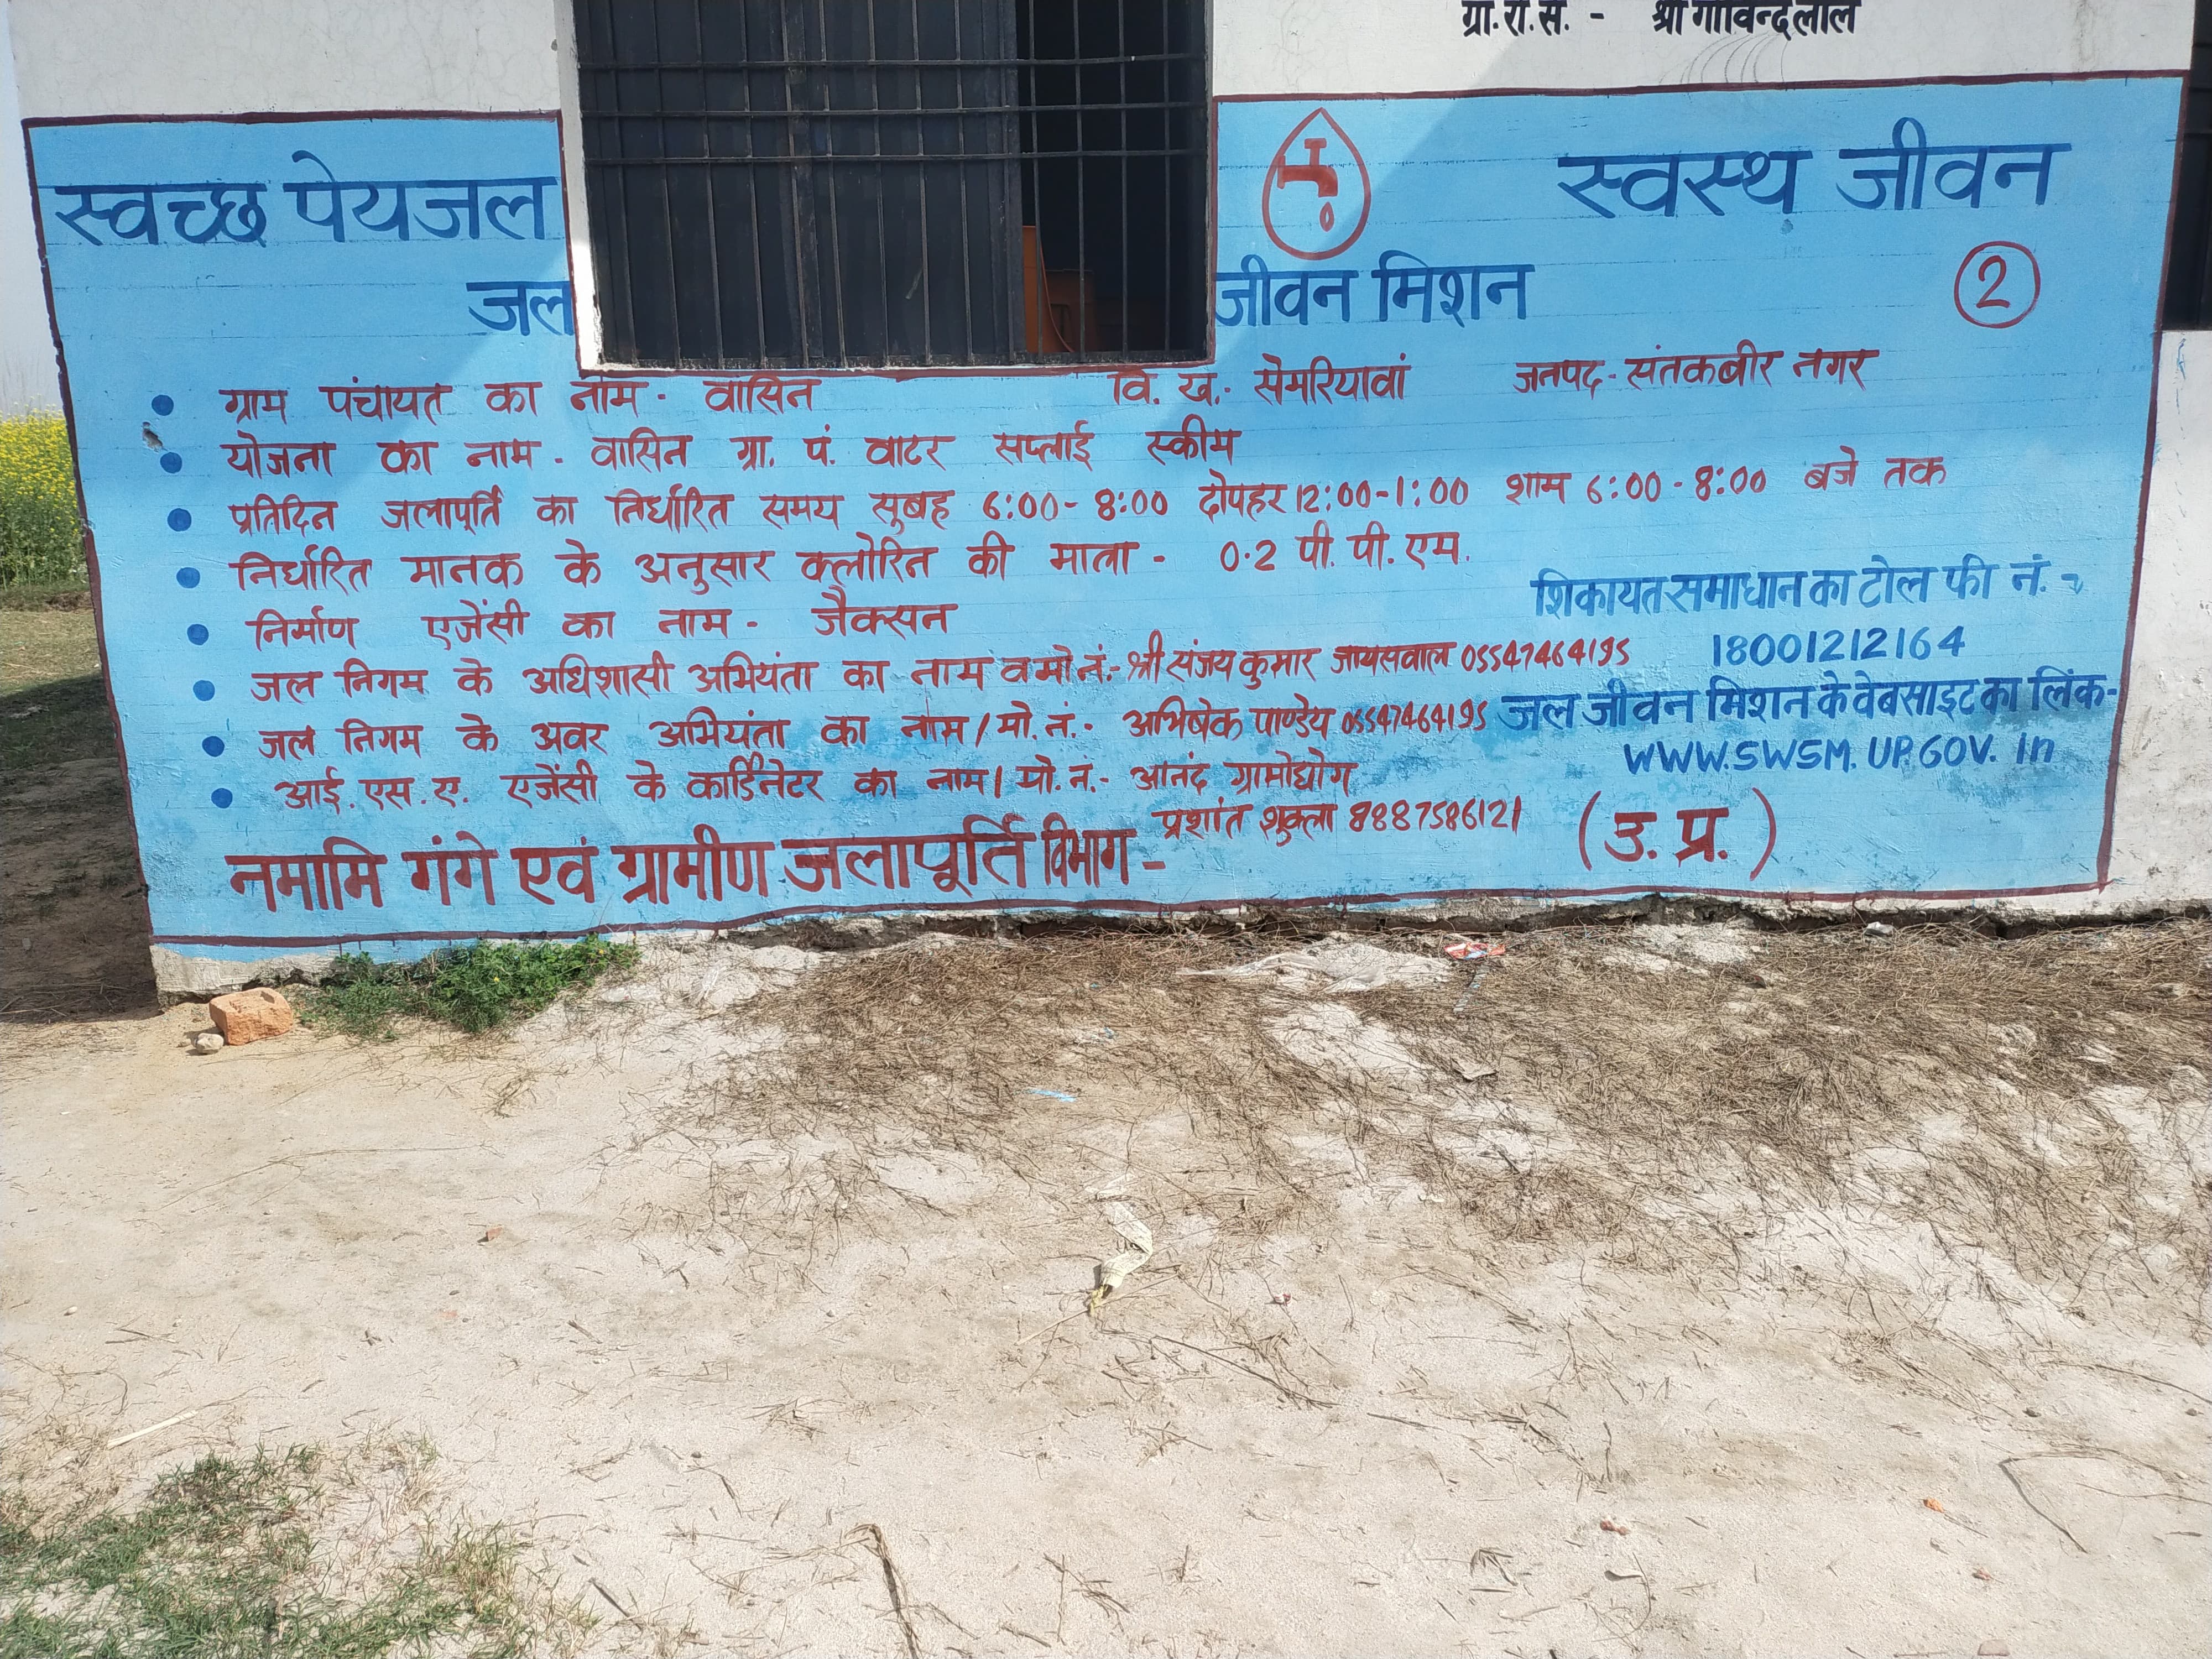 ग्रा.रा.स. - श्री गोविन्दलाल
स्वच्छ पेयजल स्वस्थ जीवन
जल जीवन मिशन
2
ग्राम पंचायत का नाम - वासिन वि. ख.- सेमरियावां जनपद - संतकबीर नगर
योजना का नाम - वासिन ग्रा. पं. वाटर सप्लाई स्कीम
प्रतिदिन जलापूर्ति का निर्धारित समय सुबह 6:00 - 8:00 दोपहर 12:00-1:00 शाम 6:00 - 8:00 बजे तक
निर्धारित मानक के अनुसार क्लोरिन की मात्रा - 0.2 पी. पी. एम.
शिकायत समाधान का टोल फी नं. -
निर्माण एजेंसी का नाम - जैक्सन
18001212164
जल निगम के अधिशासी अभियंता का नाम व मो नं.- श्री संजय कुमार जायसवाल 05547464195
जल जीवन मिशन के वेबसाइट का लिंक-
जल निगम के अवर अभियंता का नाम / मो. नं.- अभिषेक पाण्डेय 05547464195
WWW.SWSM.UP.GOV.In
आई. एस. ए. एजेंसी के कार्डिनेटर का नाम / मो. नं.- आनंद ग्रामोद्योग
प्रशांत शुक्ला 8887586121
नमामि गंगे एवं ग्रामीण जलापूर्ति विभाग - (उ. प्र.)